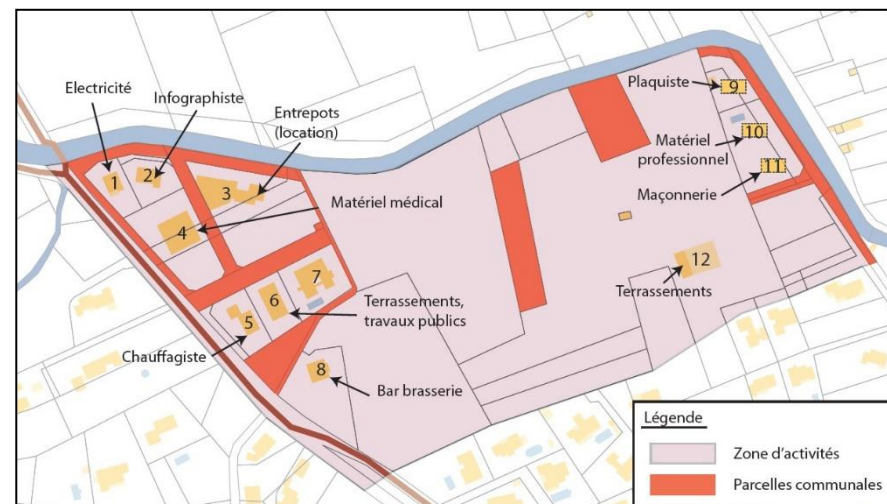 Electricité
Infographiste
Entrepots
(location)
Plaquiste
9
Matériel
professionnel
10
Maçonnerie
11
1
2
3
Matériel médical
4
12
Terrassements
7
6
5
Terrassements,
travaux publics
Chauffagiste
8
Bar brasserie
Légende
Zone d'activités
Parcelles communales